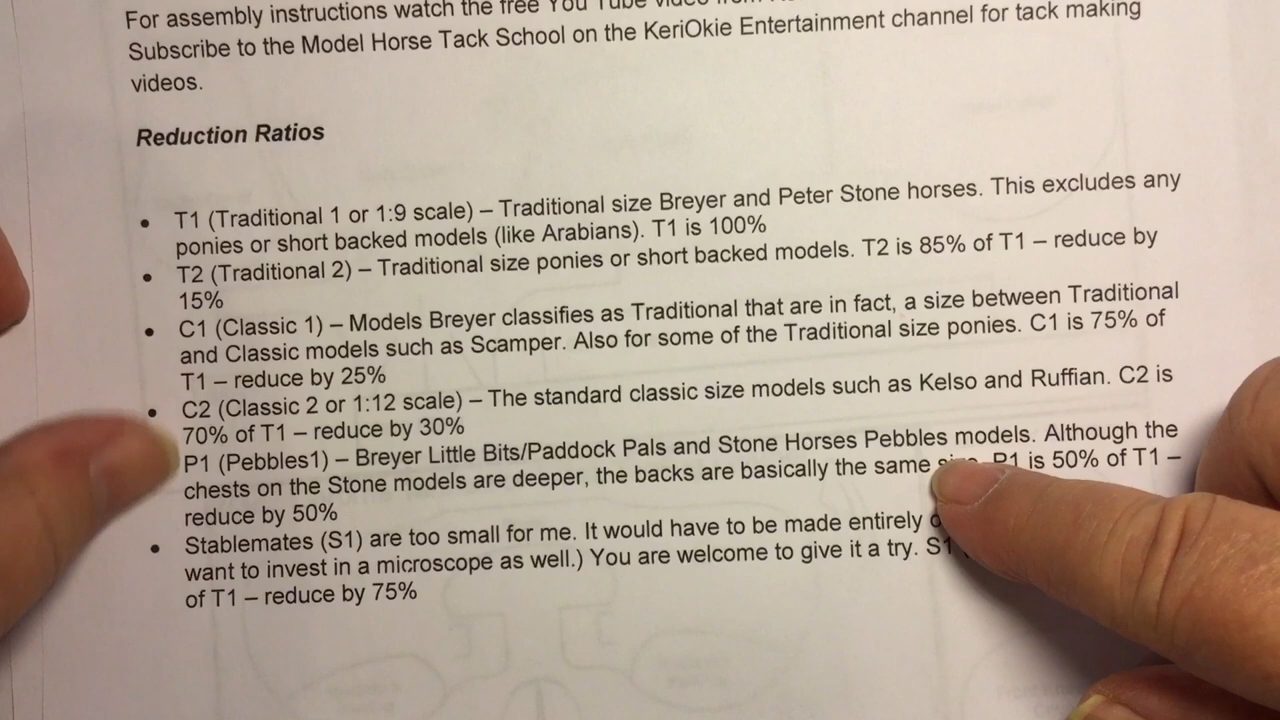 For assembly instructions watch the free You Tube video from
Subscribe to the Model Horse Tack School on the KeriOkie Entertainment channel for tack making
videos.
Reduction Ratios
• T1 (Traditional 1 or 1:9 scale) – Traditional size Breyer and Peter Stone horses. This excludes any
ponies or short backed models (like Arabians). T1 is 100%
• T2 (Traditional 2) – Traditional size ponies or short backed models. T2 is 85% of T1 – reduce by
15%
• C1 (Classic 1) – Models Breyer classifies as Traditional that are in fact, a size between Traditional
and Classic models such as Scamper. Also for some of the Traditional size ponies. C1 is 75% of
T1 – reduce by 25%
• C2 (Classic 2 or 1:12 scale) – The standard classic size models such as Kelso and Ruffian. C2 is
70% of T1 – reduce by 30%
P1 (Pebbles1) – Breyer Little Bits/Paddock Pals and Stone Horses Pebbles models. Although the
chests on the Stone models are deeper, the backs are basically the same size. P1 is 50% of T1 –
reduce by 50%
• Stablemates (S1) are too small for me. It would have to be made entirely
want to invest in a microscope as well.) You are welcome to give it a try. S1
of T1 – reduce by 75%